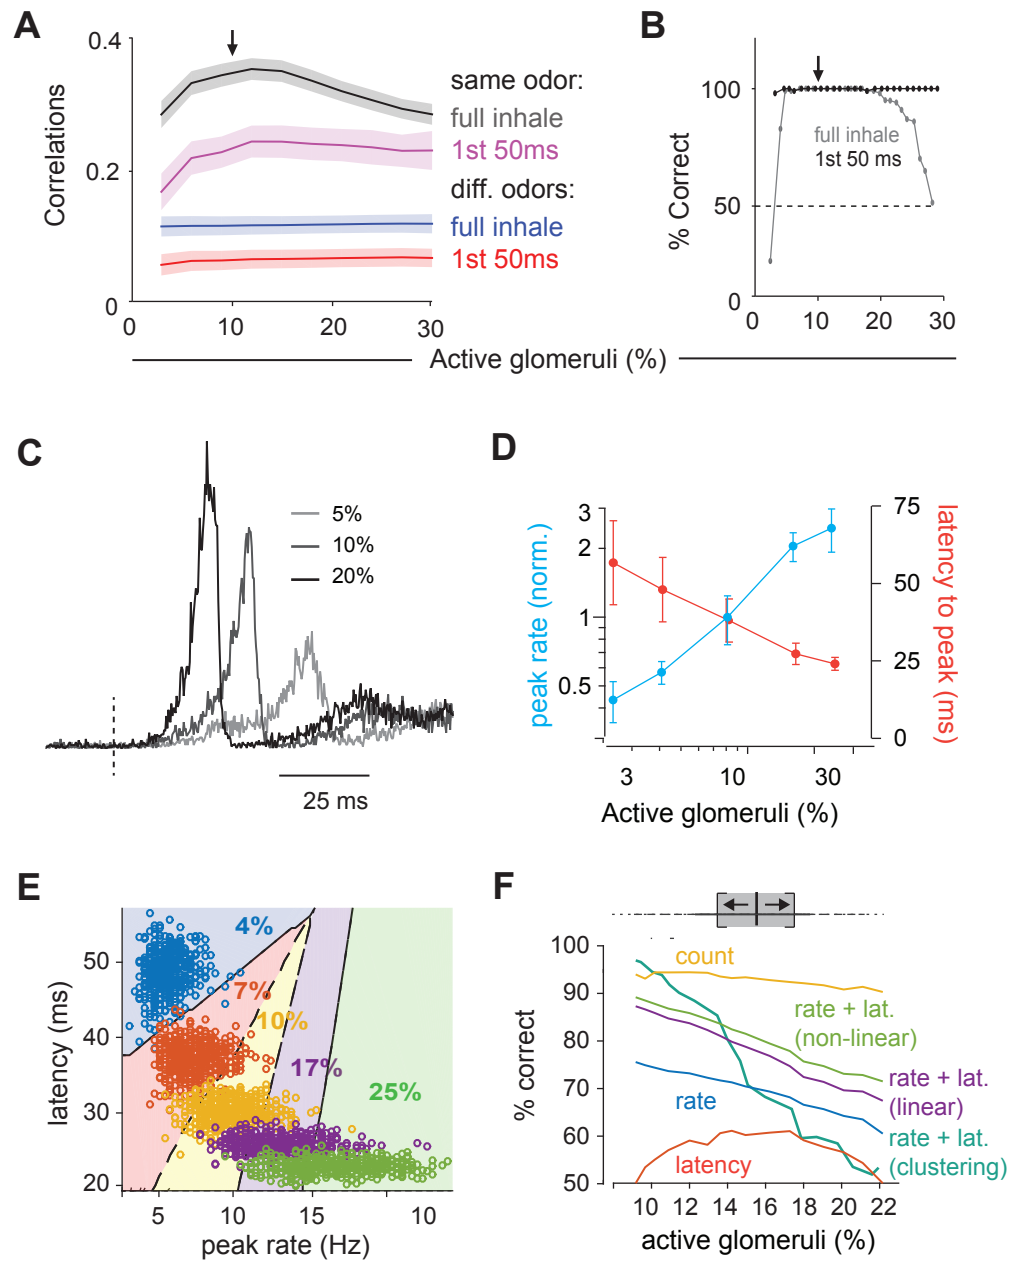 A
0.4
0.2
0
Correlations
0
10
20
30
same odor:
full inhale
1st 50ms
diff. odors:
full inhale
1st 50ms
B
100
50
0
% Correct
0
10
20
30
full inhale
1st 50 ms
Active glomeruli (%)
C
5%
10%
20%
25 ms
D
3
2
1
0.5
peak rate (norm.)
75
50
25
0
latency to peak (ms)
3
10
30
Active glomeruli (%)
E
50
40
30
20
latency (ms)
4%
7%
10%
17%
25%
5
10
15
10
peak rate (Hz)
F
100
90
80
70
60
50
% correct
count
rate + lat.
(non-linear)
rate + lat.
(linear)
rate
rate + lat.
(clustering)
latency
10
12
14
16
18
20
22
active glomeruli (%)